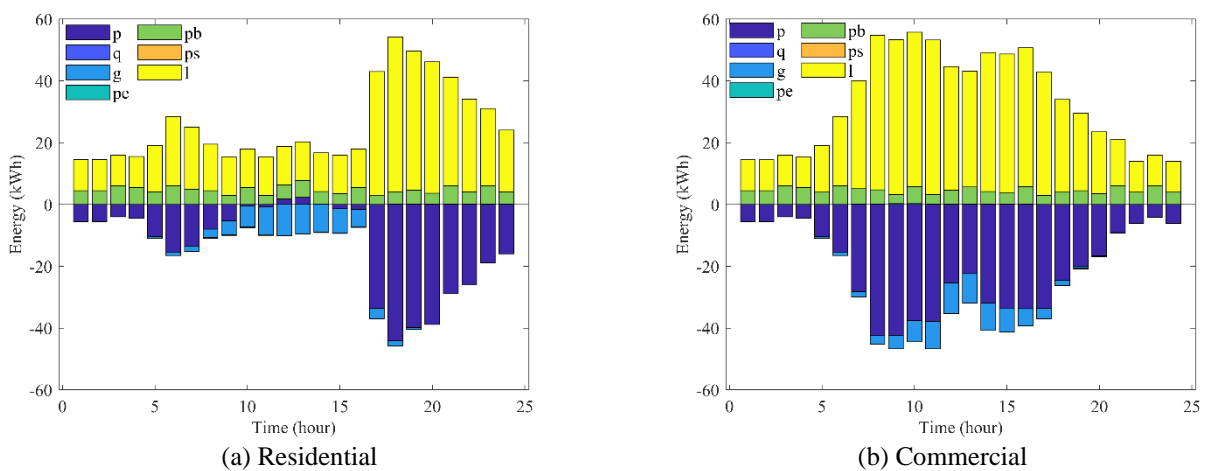 60
40
20
0
-20
-40
-60
Energy (kWh)
p
q
g
pe
pb
ps
l
0
5
10
15
20
25
Time (hour)
(a) Residential
60
40
20
0
-20
-40
-60
Energy (kWh)
p
q
g
pe
pb
ps
l
0
5
10
15
20
25
Time (hour)
(b) Commercial